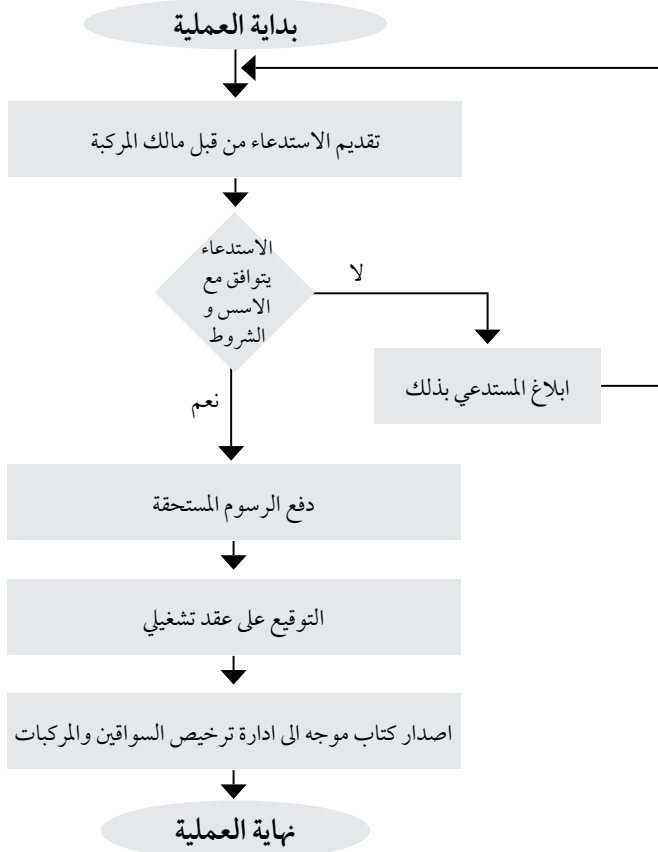 بداية العملية
تقديم الاستدعاء من قبل مالك المركبة
الاستدعاء
يتوافق مع
الاسس و
الشروط
لا
ابلاغ المستدعي بذلك
نعم
دفع الرسوم المستحقة
التوقيع على عقد تشغيلي
اصدار كتاب موجه الى ادارة ترخيص السواقين والمركبات
نهاية العملية